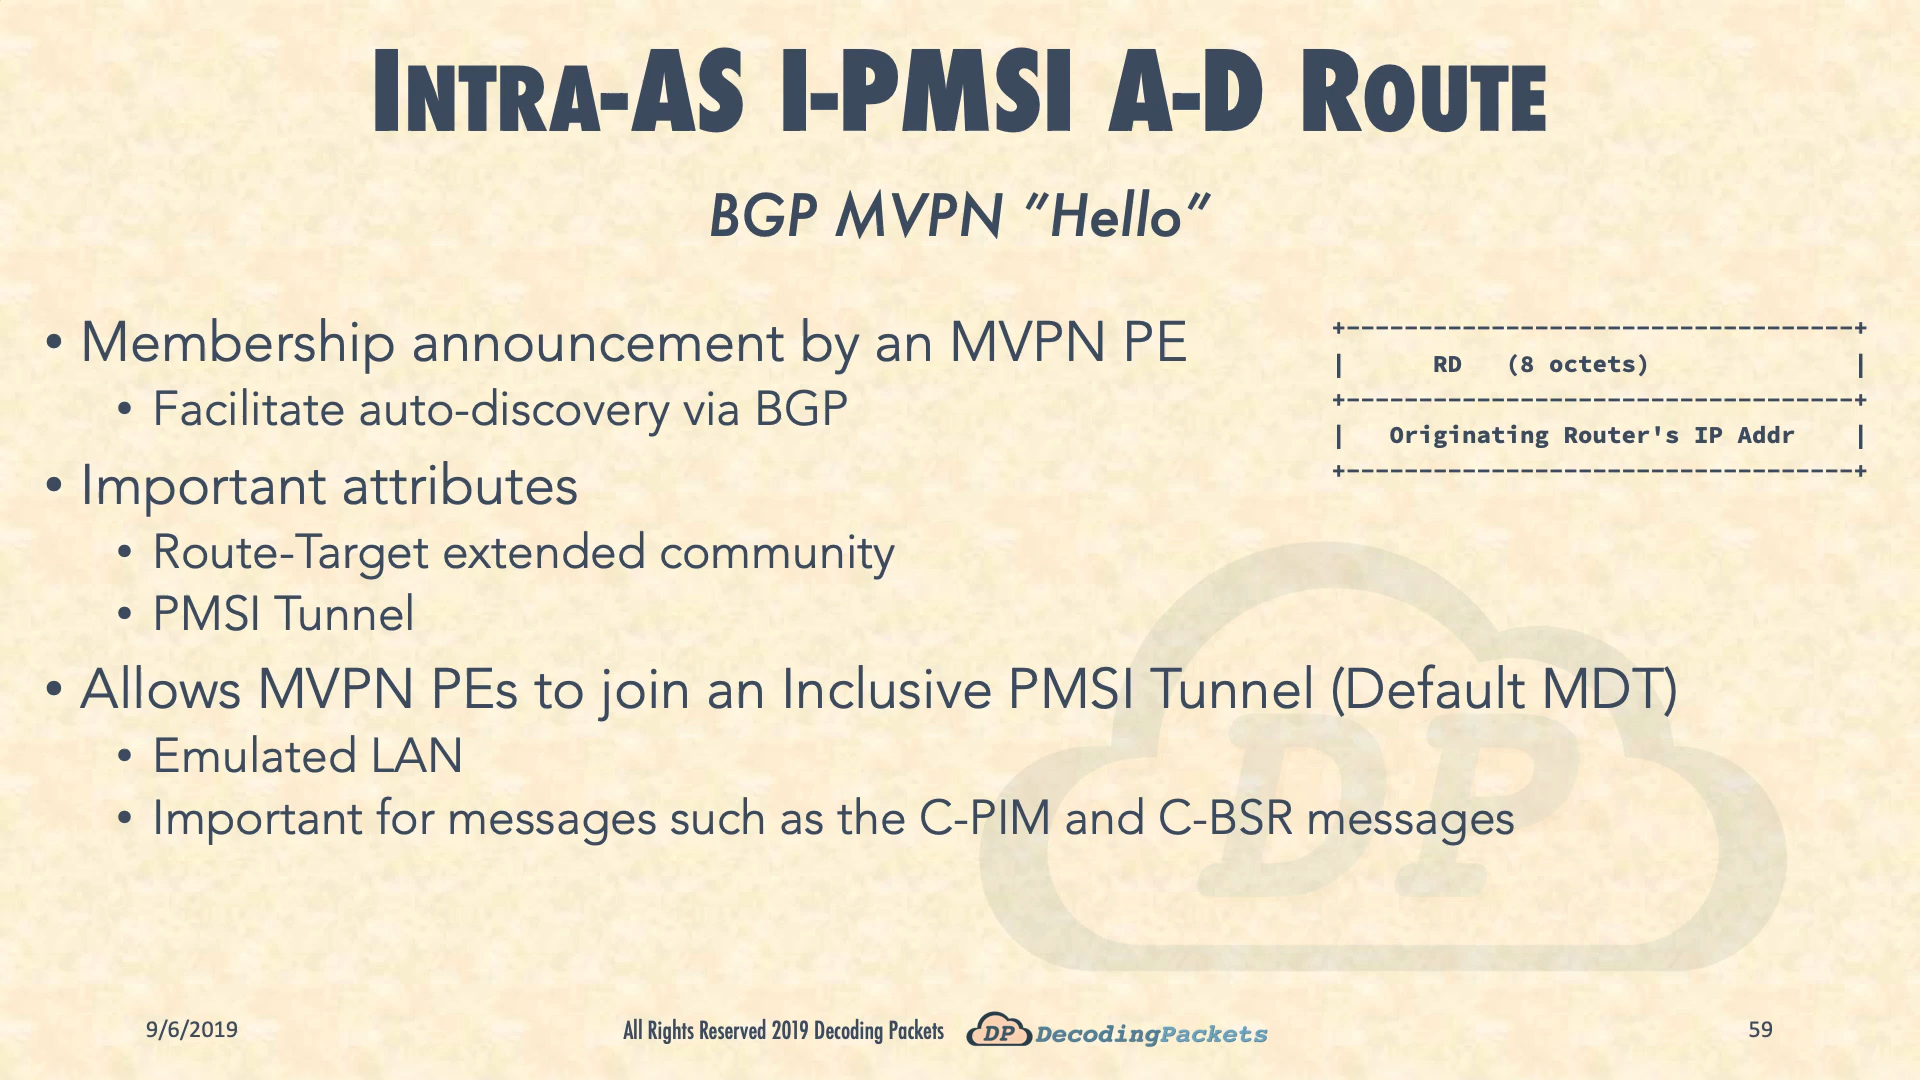 INTRA-AS I-PMSI A-D ROUTE
BGP MVPN ”Hello”
• Membership announcement by an MVPN PE
• Facilitate auto-discovery via BGP
• Important attributes
• Route-Target extended community
• PMSI Tunnel
• Allows MVPN PEs to join an Inclusive PMSI Tunnel (Default MDT)
• Emulated LAN
• Important for messages such as the C-PIM and C-BSR messages
+-----------------------------------+
|      RD   (8 octets)              |
+-----------------------------------+
|   Originating Router's IP Addr    |
+-----------------------------------+
DP
9/6/2019
All Rights Reserved 2019 Decoding Packets
DP DecodingPackets
59